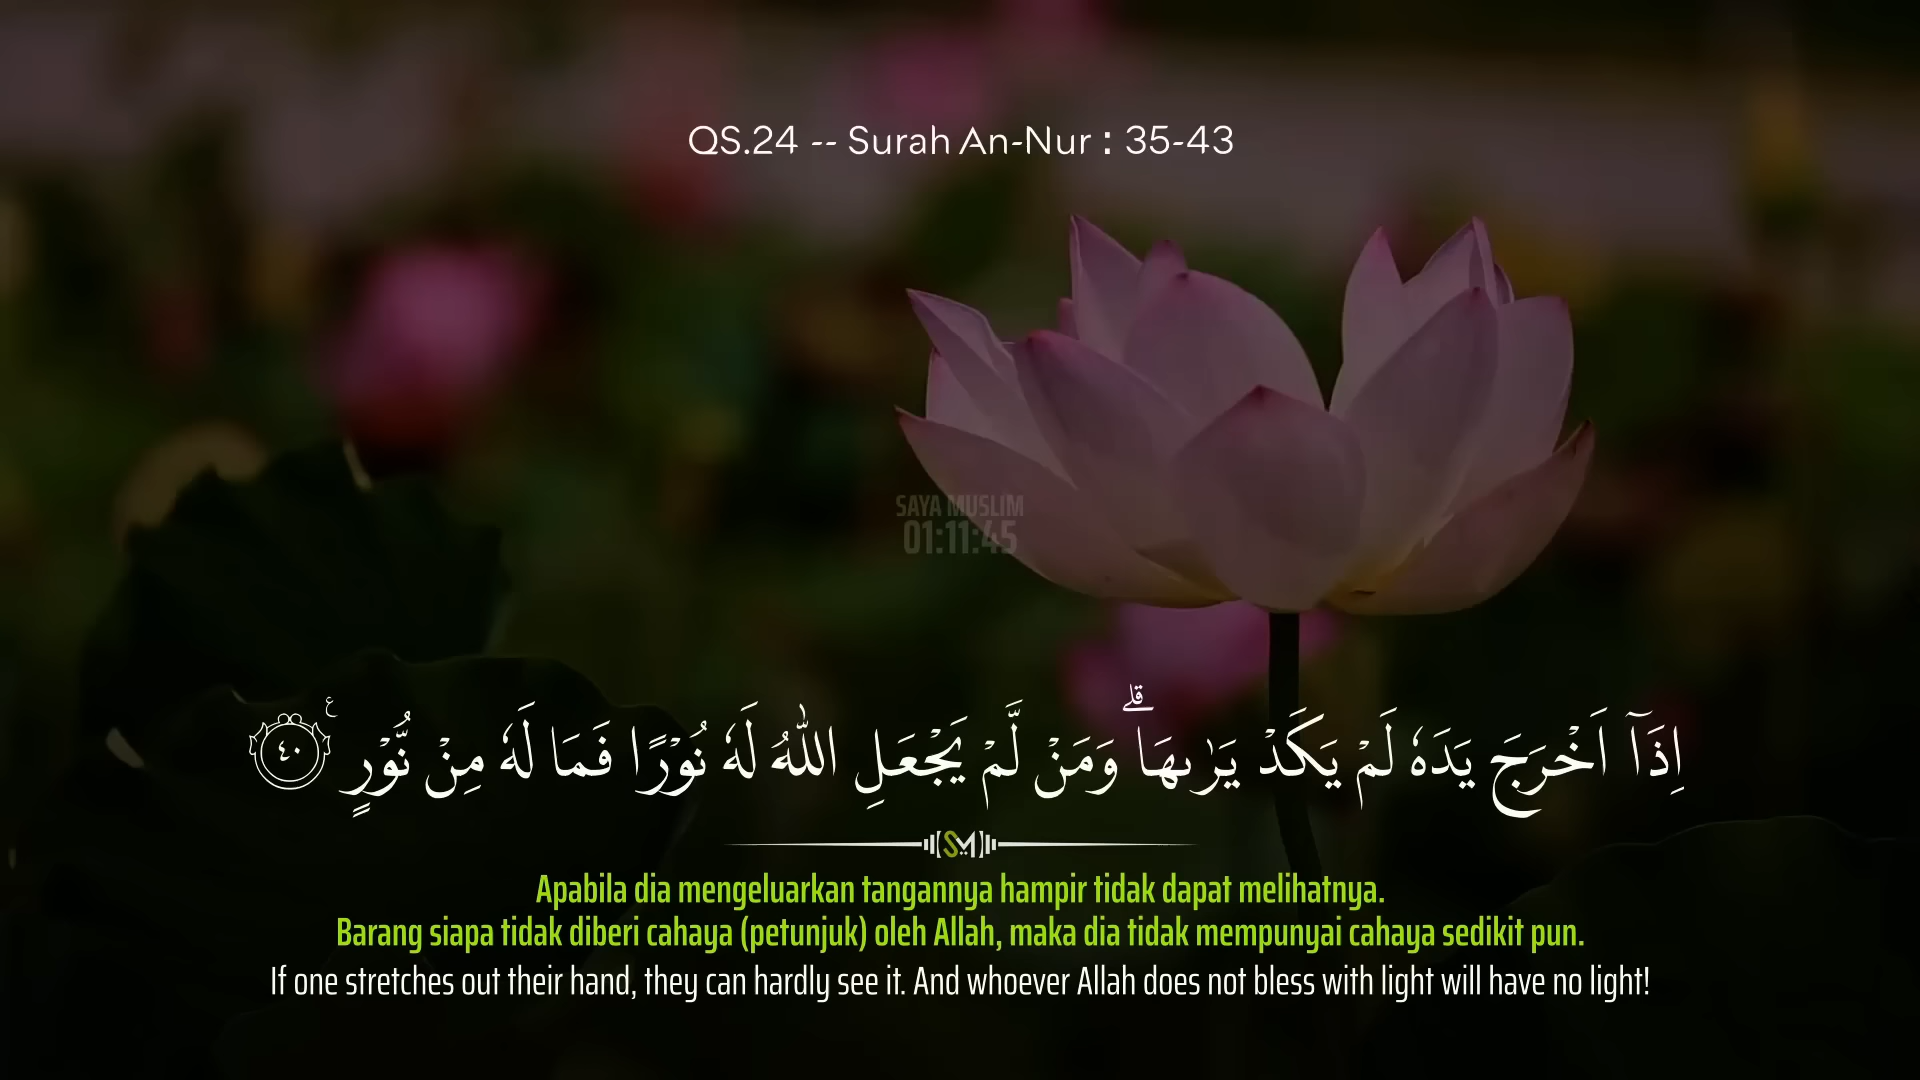 QS.24 -- Surah An-Nur : 35-43
SAYA MUSLIM
01:11:45
اِذَآ اَخْرَجَ يَدَهٗ لَمْ يَكَدْ يَرٰىهَاۗ وَمَنْ لَّمْ يَجْعَلِ اللّٰهُ لَهٗ نُوْرًا فَمَا لَهٗ مِنْ نُّوْرٍ ࣖ ٤٠
SM
Apabila dia mengeluarkan tangannya hampir tidak dapat melihatnya.
Barang siapa tidak diberi cahaya (petunjuk) oleh Allah, maka dia tidak mempunyai cahaya sedikit pun.
If one stretches out their hand, they can hardly see it. And whoever Allah does not bless with light will have no light!